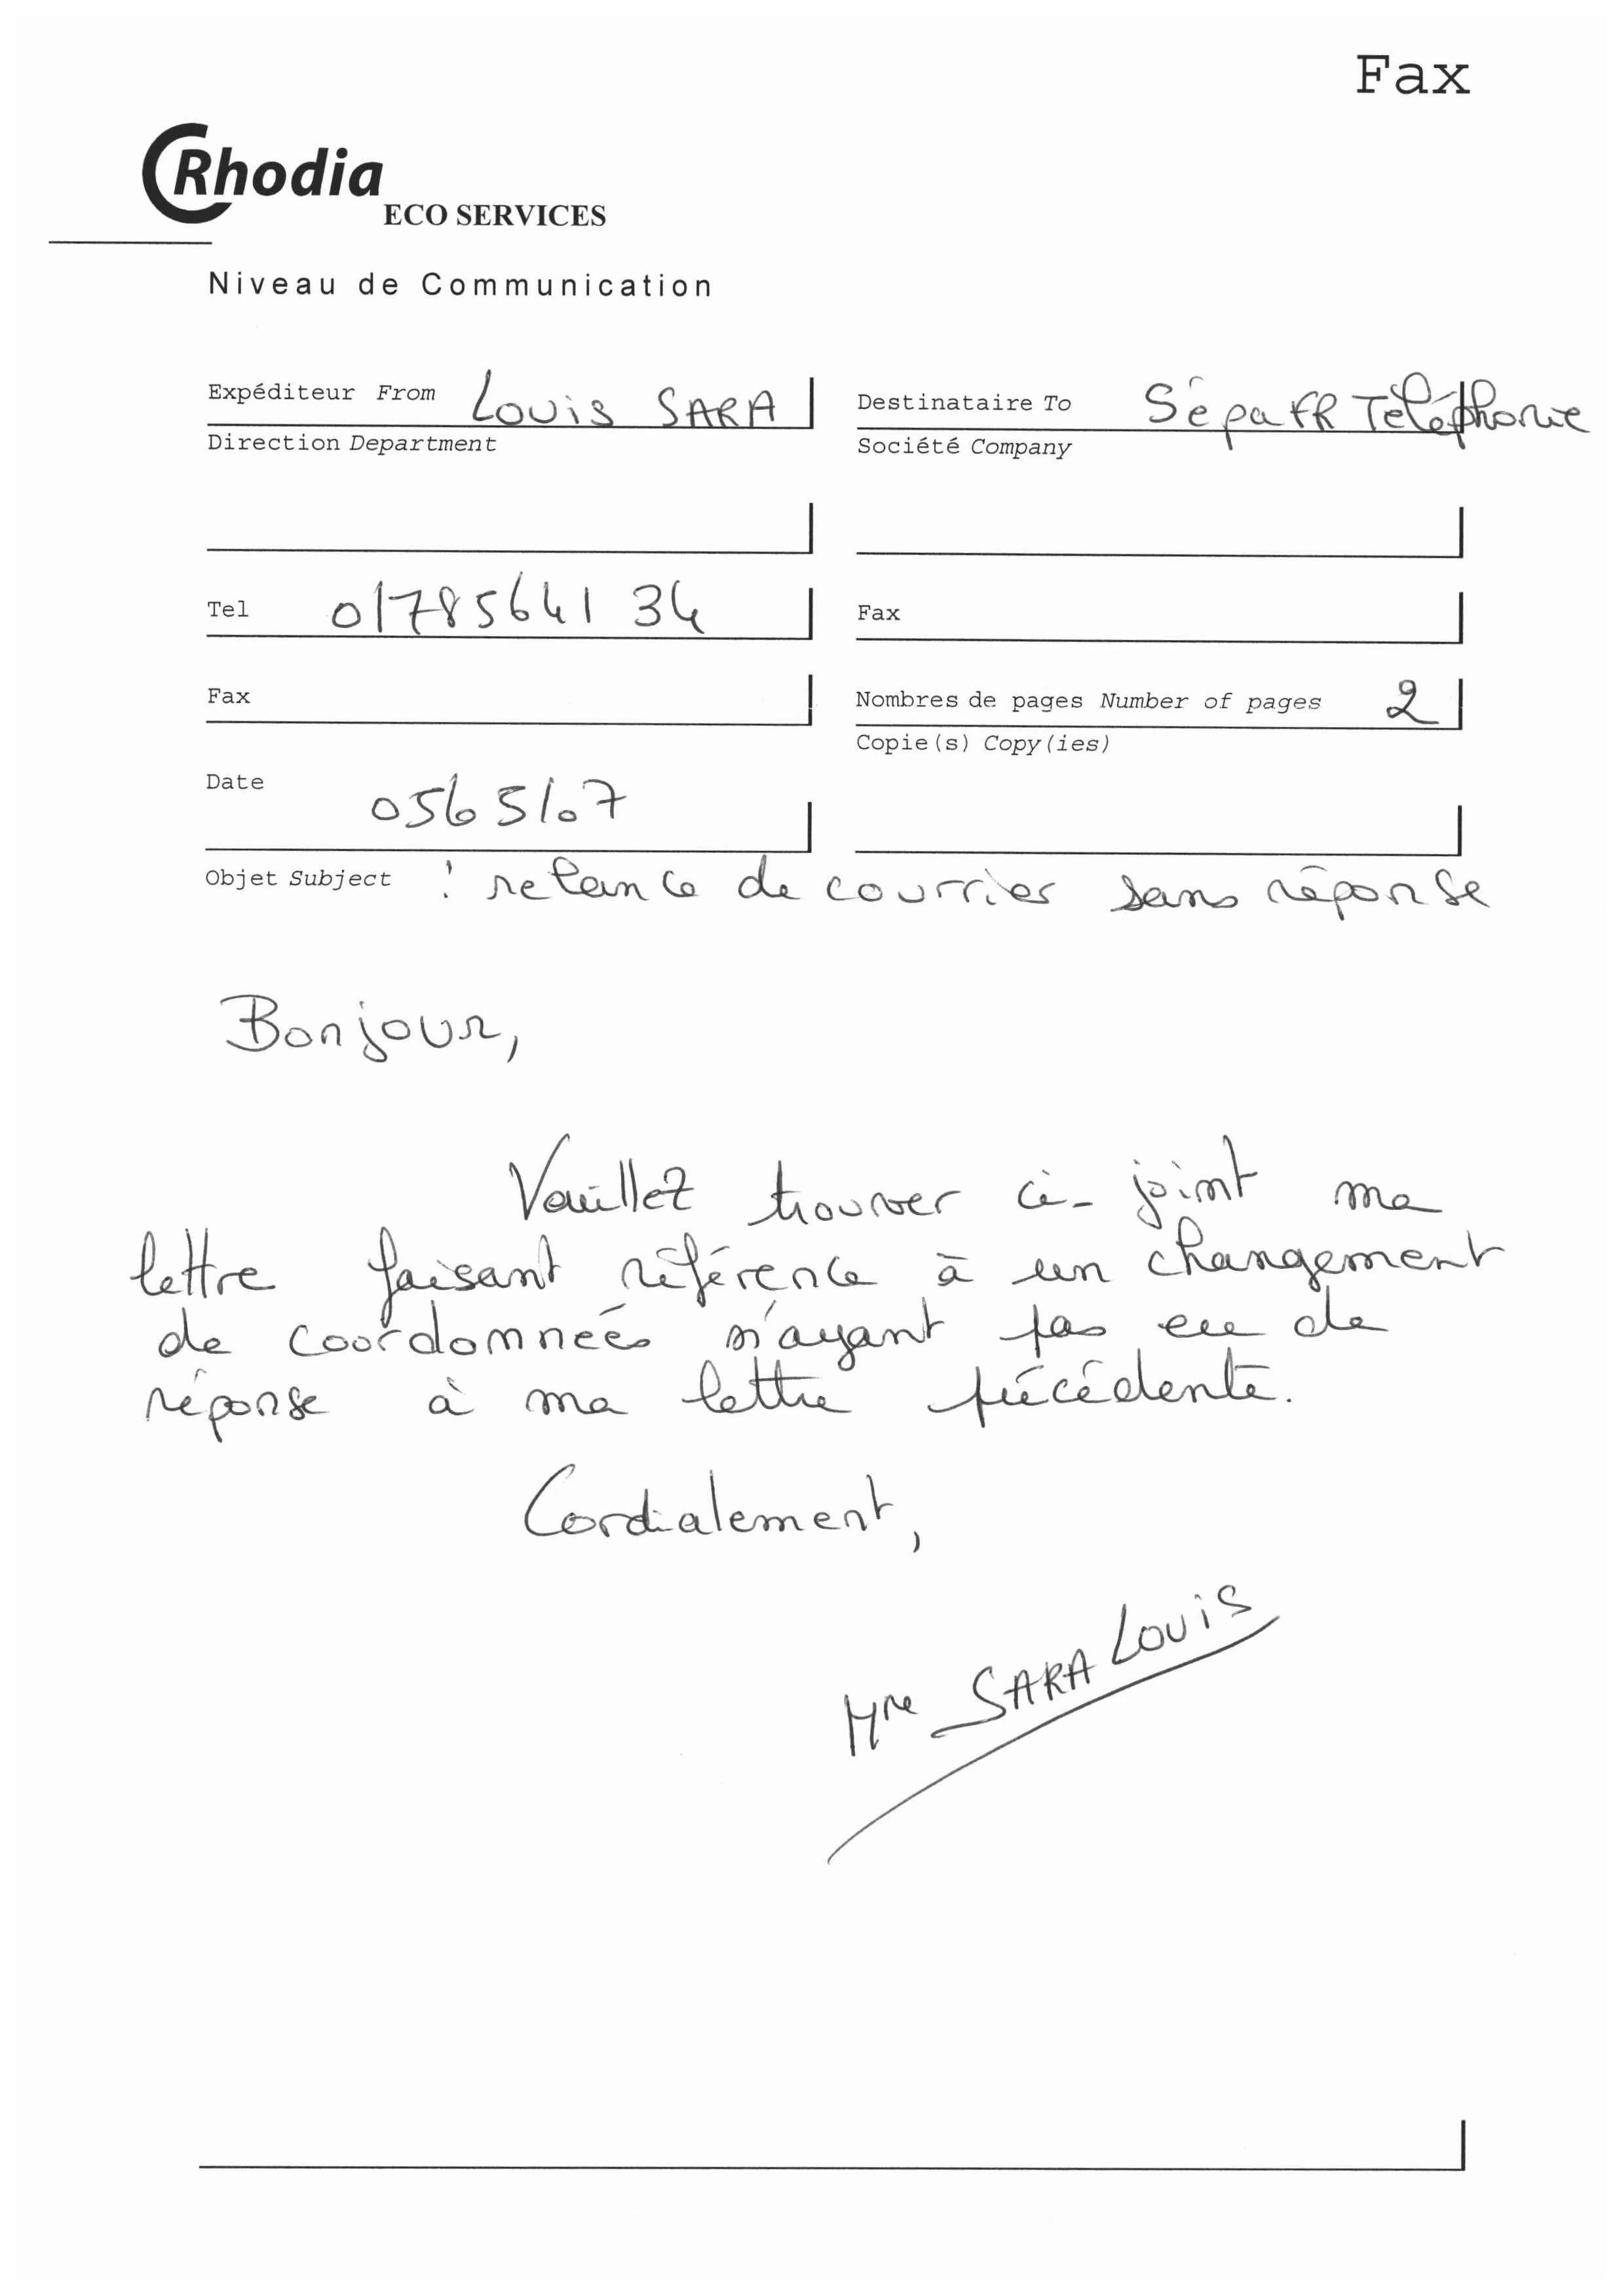 Fax
Rhodia
ECO SERVICES
Niveau de Communication
Expéditeur From Louis SARA
Destinataire To SépaFR Téléphonie
Direction Department
Société Company
Tel 0178564134
Fax
Fax
Nombres de pages Number of pages 2
Copie(s) Copy(ies)
Date
Objet Subject : relance de courrier sans réponse
Bonjour,
Veuillez trouver ci-joint ma
lettre faisant référence à un changement
de coordonnées n'ayant pas eu de
réponse à ma lettre précédente.
Cordialement,
Mme SARA LOUIS